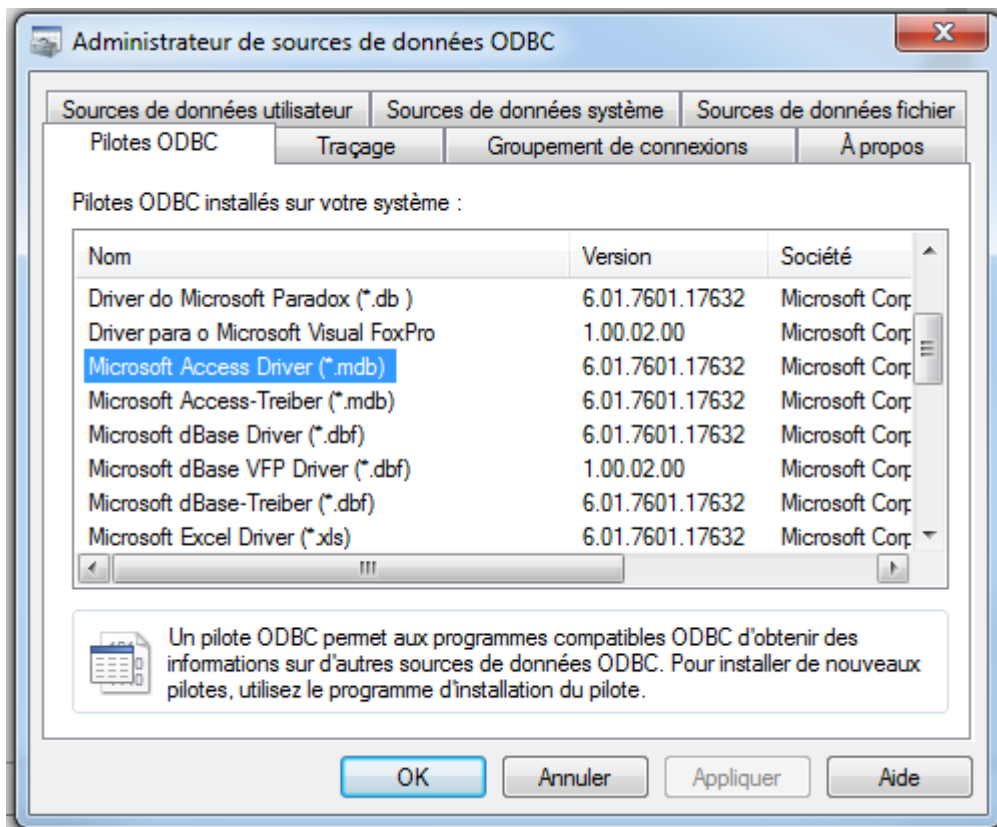 Administrateur de sources de données ODBC
Sources de données utilisateur Sources de données système Sources de données fichier
Pilotes ODBC Traçage Groupement de connexions À propos
Pilotes ODBC installés sur votre système :
Nom Version Société
Driver do Microsoft Paradox (*.db ) 6.01.7601.17632 Microsoft Corp
Driver para o Microsoft Visual FoxPro 1.00.02.00 Microsoft Corp
Microsoft Access Driver (*.mdb) 6.01.7601.17632 Microsoft Corp
Microsoft Access-Treiber (*.mdb) 6.01.7601.17632 Microsoft Corp
Microsoft dBase Driver (*.dbf) 6.01.7601.17632 Microsoft Corp
Microsoft dBase VFP Driver (*.dbf) 1.00.02.00 Microsoft Corp
Microsoft dBase-Treiber (*.dbf) 6.01.7601.17632 Microsoft Corp
Microsoft Excel Driver (*.xls) 6.01.7601.17632 Microsoft Corp
Un pilote ODBC permet aux programmes compatibles ODBC d'obtenir des
informations sur d'autres sources de données ODBC. Pour installer de nouveaux
pilotes, utilisez le programme d'installation du pilote.
OK Annuler Appliquer Aide